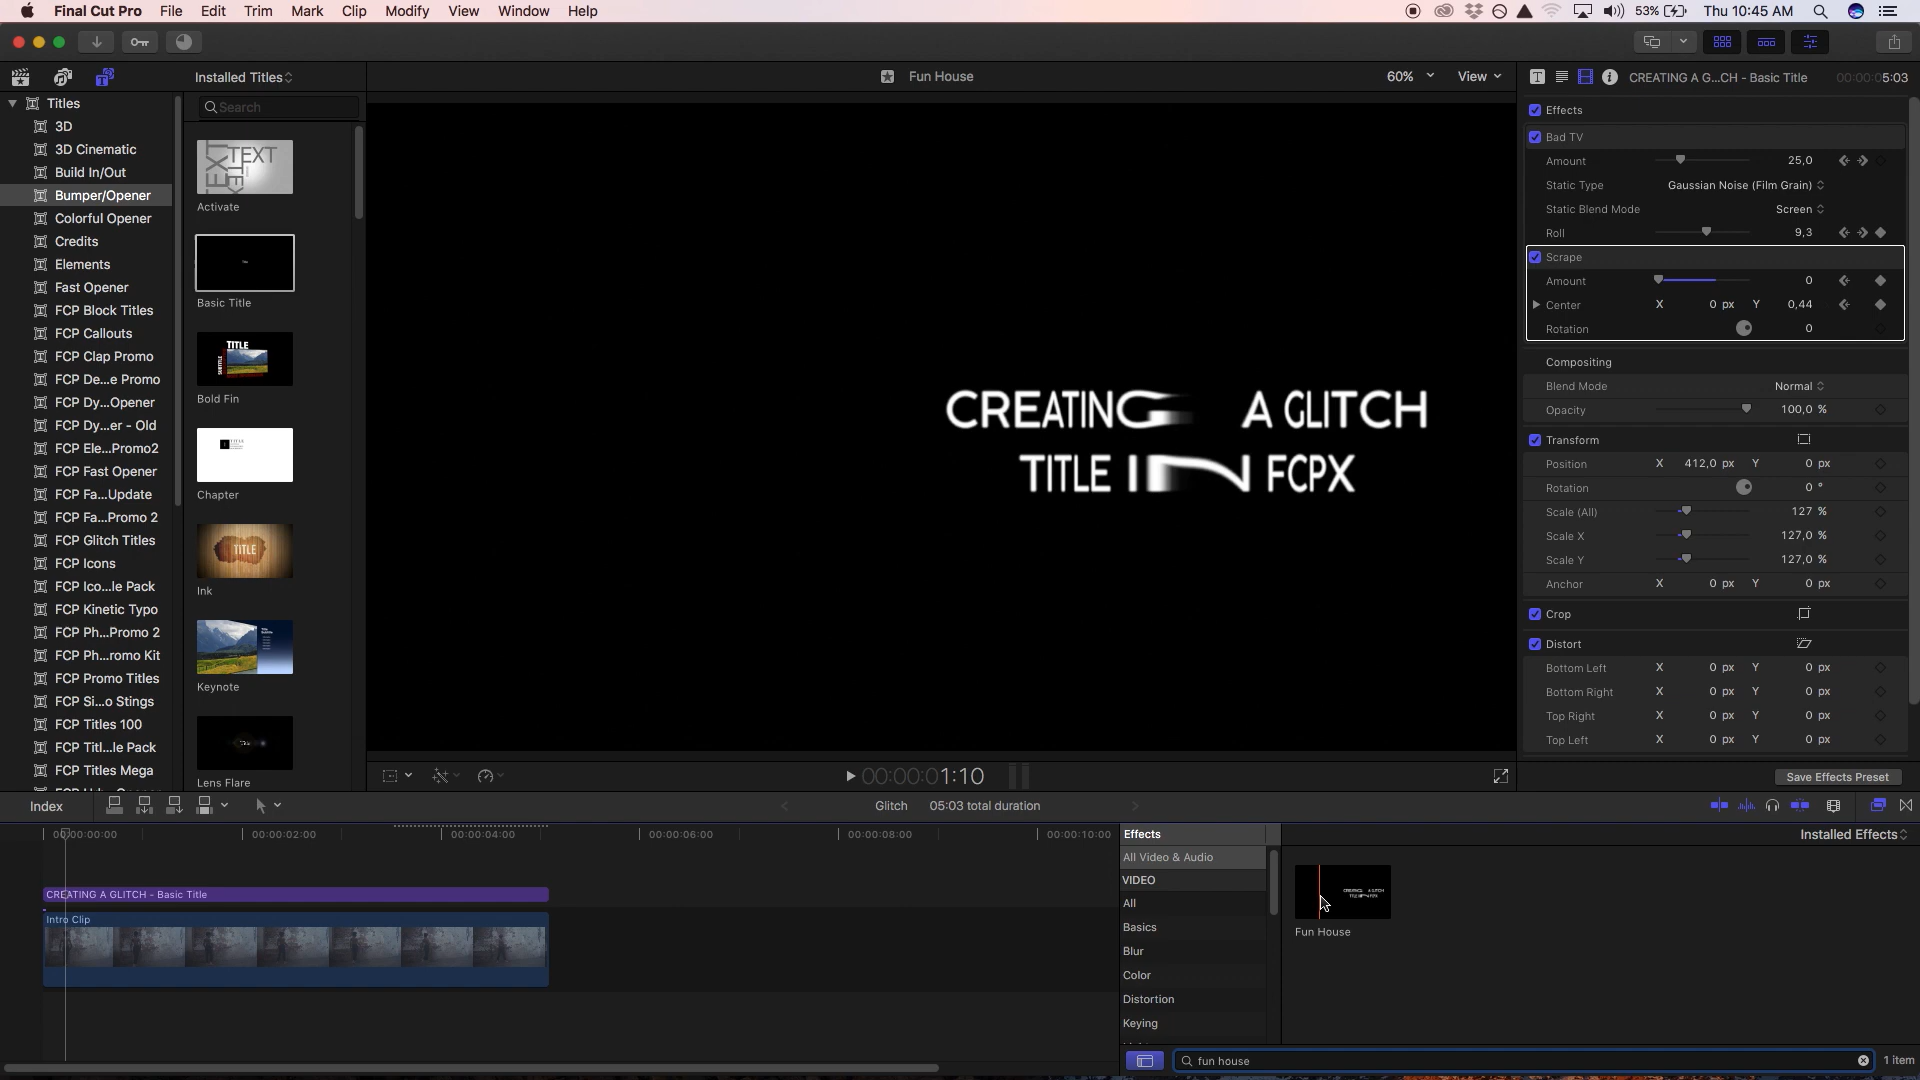 Final Cut Pro File Edit Trim Mark Clip Modify View Window Help
53% Thu 10:45 AM
Installed Titles
Search
Titles
3D
3D Cinematic
Build In/Out
Bumper/Opener
Colorful Opener
Credits
Elements
Fast Opener
FCP Block Titles
FCP Callouts
FCP Clap Promo
FCP De...e Promo
FCP Dy...Opener
FCP Dy...er - Old
FCP Ele...Promo2
FCP Fast Opener
FCP Fa...Update
FCP Fa...Promo 2
FCP Glitch Titles
FCP Icons
FCP Ico...le Pack
FCP Kinetic Typo
FCP Ph...Promo 2
FCP Ph...romo Kit
FCP Promo Titles
FCP Si...o Stings
FCP Titles 100
FCP Titl...le Pack
FCP Titles Mega
TEXT
Activate
Basic Title
TITLE
SUBTITLE
Bold Fin
Chapter
TITLE
Ink
Keynote
Lens Flare
Fun House
60% View
CREATING A GLITCH
TITLE IN FCPX
00:00:01:10
CREATING A G...CH - Basic Title 00:00:05:03
Effects
Bad TV
Amount 25,0
Static Type Gaussian Noise (Film Grain)
Static Blend Mode Screen
Roll 9,3
Scrape
Amount 0
Center X 0 px Y 0,44
Rotation 0
Compositing
Blend Mode Normal
Opacity 100,0 %
Transform
Position X 412,0 px Y 0 px
Rotation 0 °
Scale (All) 127 %
Scale X 127,0 %
Scale Y 127,0 %
Anchor X 0 px Y 0 px
Crop
Distort
Bottom Left X 0 px Y 0 px
Bottom Right X 0 px Y 0 px
Top Right X 0 px Y 0 px
Top Left X 0 px Y 0 px
Save Effects Preset
Index
Glitch 05:03 total duration
00:00:00:00 00:00:02:00 00:00:04:00 00:00:06:00 00:00:08:00 00:00:10:00
CREATING A GLITCH - Basic Title
Intro Clip
Effects
All Video & Audio
VIDEO
All
Basics
Blur
Color
Distortion
Keying
Installed Effects
Fun House
fun house
1 item